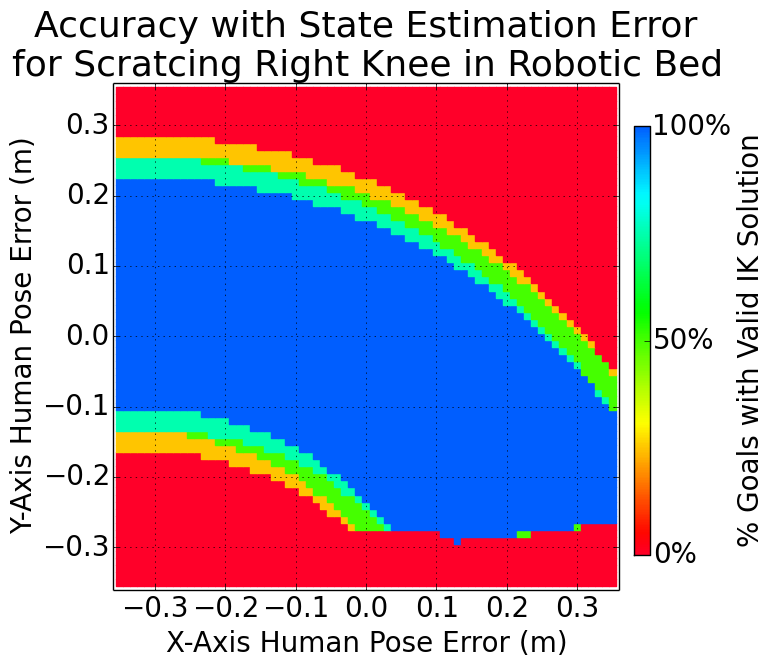 Accuracy with State Estimation Error
for Scratcing Right Knee in Robotic Bed
0.3
0.2
0.1
0.0
−0.1
−0.2
−0.3
−0.3 −0.2 −0.1 0.0 0.1 0.2 0.3
X-Axis Human Pose Error (m)
Y-Axis Human Pose Error (m)
100%
50%
0%
% Goals with Valid IK Solution